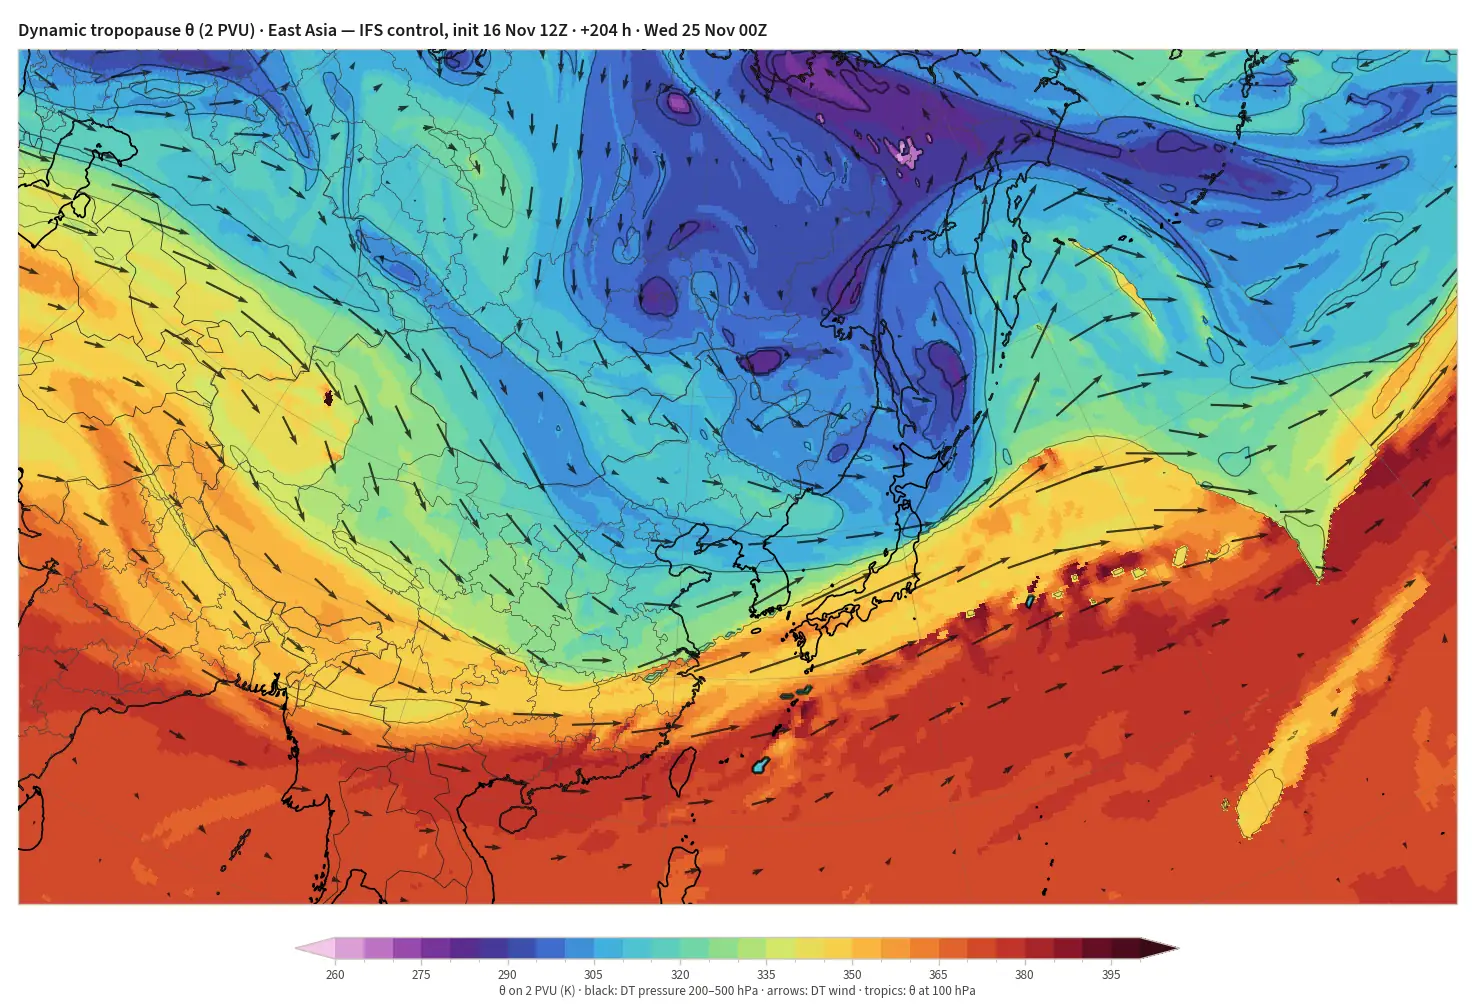 Dynamic tropopause θ (2 PVU) · East Asia — IFS control, init 16 Nov 12Z · +204 h · Wed 25 Nov 00Z
260 275 290 305 320 335 350 365 380 395
θ on 2 PVU (K) · black: DT pressure 200–500 hPa · arrows: DT wind · tropics: θ at 100 hPa